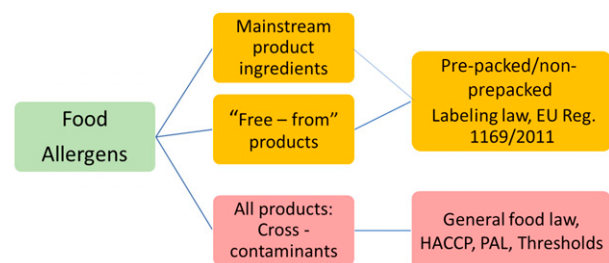 Mainstream
product
ingredients
Pre-packed/non-
prepacked
Labeling law, EU Reg.
1169/2011
Food
Allergens
“Free – from”
products
All products:
Cross -
contaminants
General food law,
HACCP, PAL, Thresholds